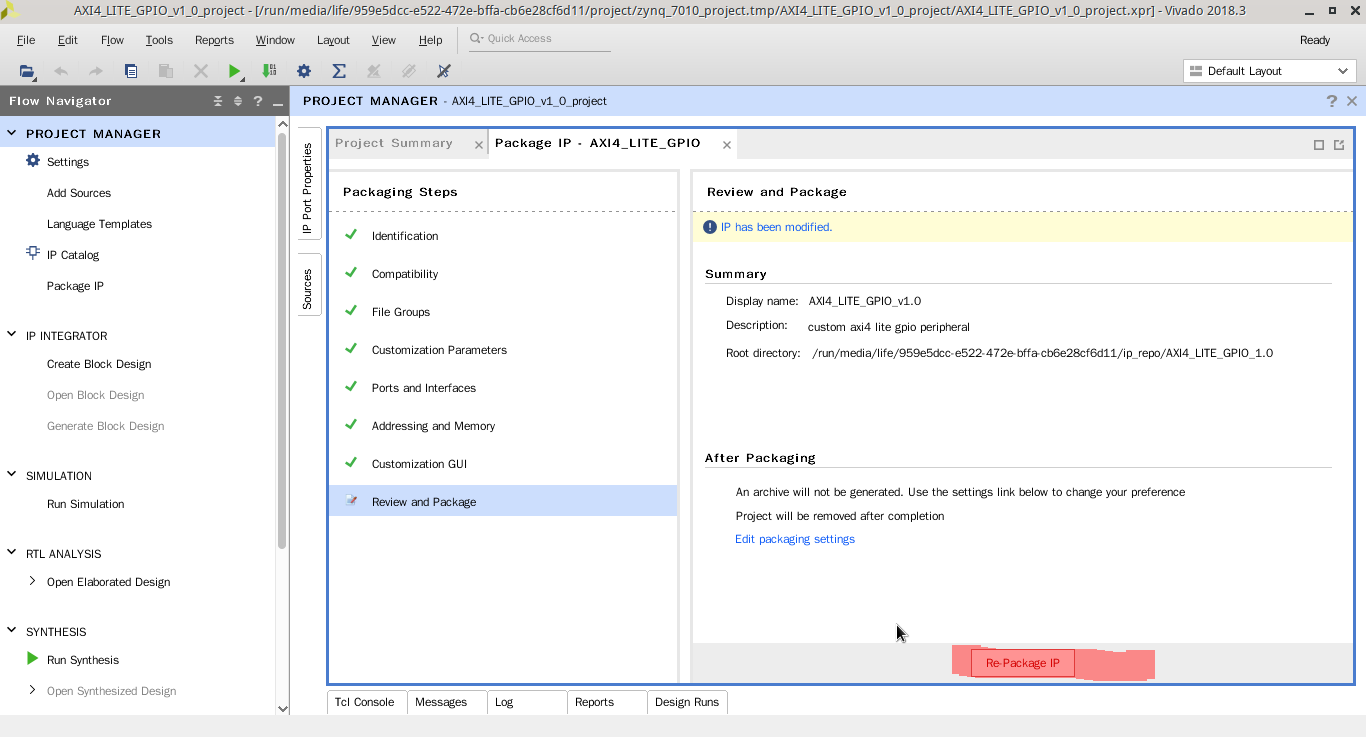 AXI4_LITE_GPIO_v1_0_project - [/run/media/life/959e5dcc-e522-472e-bffa-cb6e28cf6d11/project/zynq_7010_project.tmp/AXI4_LITE_GPIO_v1_0_project/AXI4_LITE_GPIO_v1_0_project.xpr] - Vivado 2018.3
File Edit Flow Tools Reports Window Layout View Help Quick Access Ready
Default Layout
Flow Navigator
PROJECT MANAGER - AXI4_LITE_GPIO_v1_0_project
PROJECT MANAGER
Settings
Add Sources
Language Templates
IP Catalog
Package IP
IP INTEGRATOR
Create Block Design
Open Block Design
Generate Block Design
SIMULATION
Run Simulation
RTL ANALYSIS
Open Elaborated Design
SYNTHESIS
Run Synthesis
Open Synthesized Design
IP Port Properties
Sources
Project Summary
Package IP - AXI4_LITE_GPIO
Packaging Steps
Identification
Compatibility
File Groups
Customization Parameters
Ports and Interfaces
Addressing and Memory
Customization GUI
Review and Package
Review and Package
IP has been modified.
Summary
Display name: AXI4_LITE_GPIO_v1.0
Description: custom axi4 lite gpio peripheral
Root directory: /run/media/life/959e5dcc-e522-472e-bffa-cb6e28cf6d11/ip_repo/AXI4_LITE_GPIO_1.0
After Packaging
An archive will not be generated. Use the settings link below to change your preference
Project will be removed after completion
Edit packaging settings
Re-Package IP
Tcl Console Messages Log Reports Design Runs